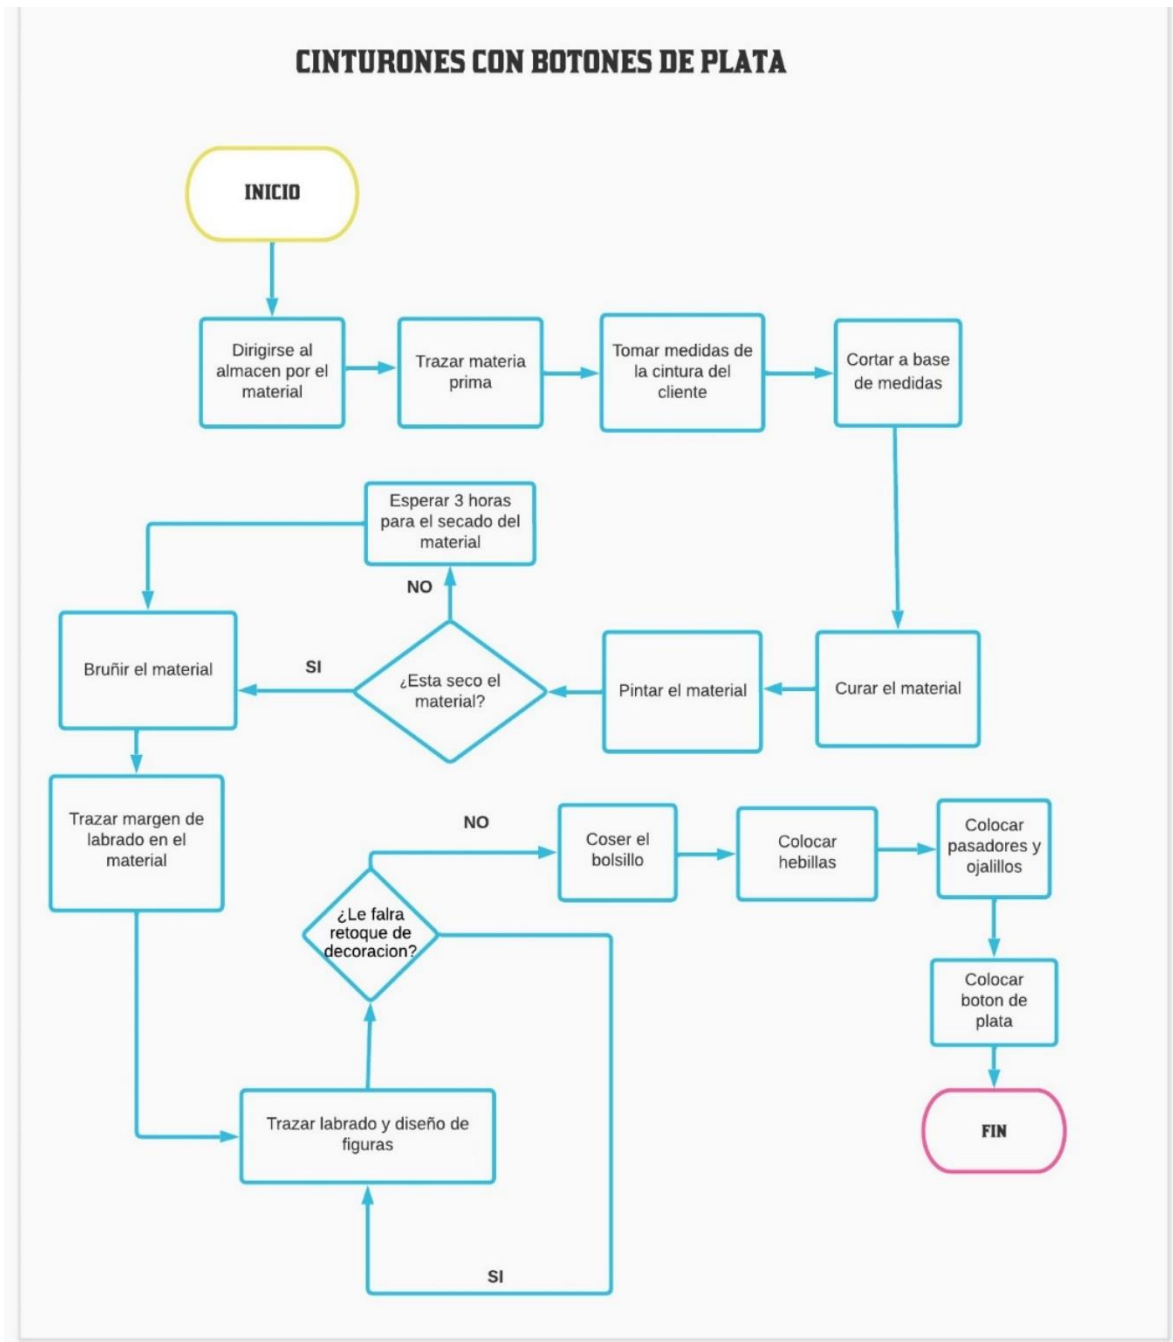 CINTURONES CON BOTONES DE PLATA
INICIO
Dirigirse al
almacen por el
material
Trazar materia
prima
Tomar medidas de
la cintura del
cliente
Cortar a base
de medidas
Curar el material
Pintar el material
¿Esta seco el
material?
NO
Esperar 3 horas
para el secado del
material
SI
Bruñir el material
Trazar margen de
labrado en el
material
Trazar labrado y diseño de
figuras
¿Le falra
retoque de
decoracion?
SI
NO
Coser el
bolsillo
Colocar
hebillas
Colocar
pasadores y
ojalillos
Colocar
boton de
plata
FIN